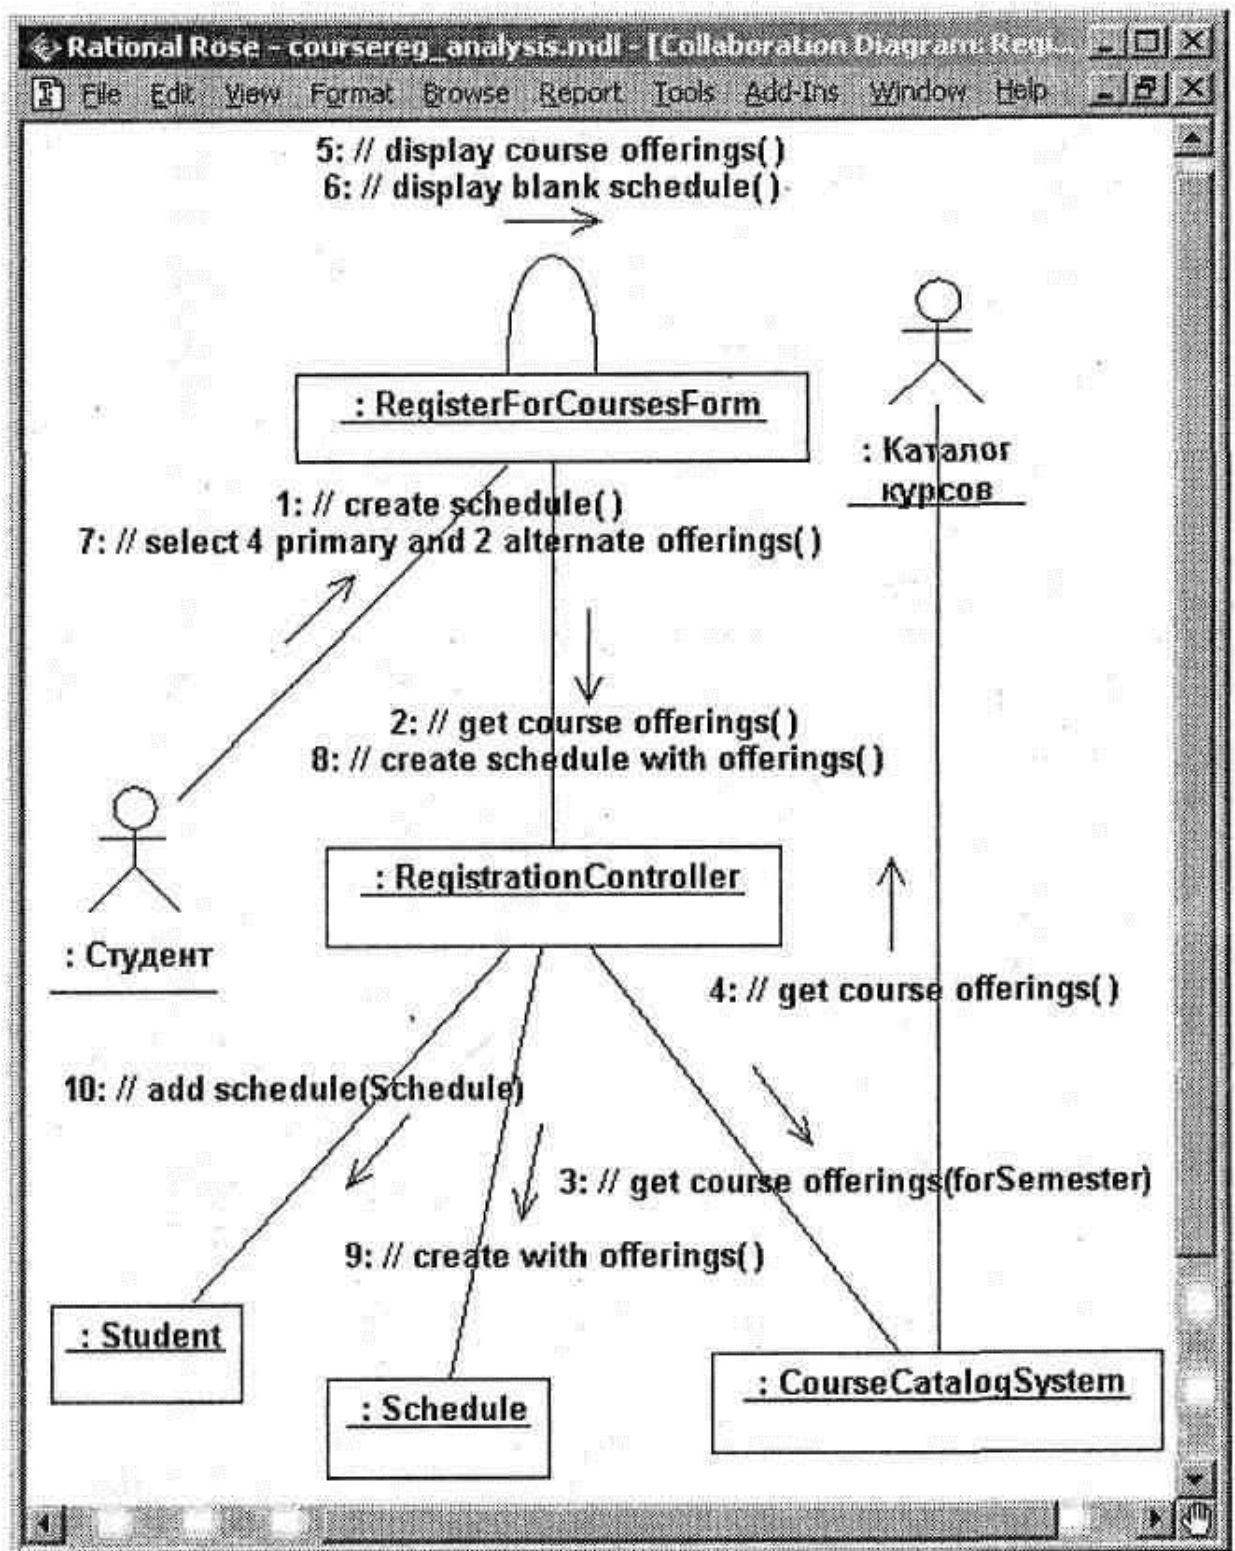 Rational Rose - coursereg_analysis.mdl - [Collaboration Diagram: Regi...
File Edit View Format Browse Report Tools Add-Ins Window Help
5: // display course offerings( )
6: // display blank schedule( )
: RegisterForCoursesForm
: Каталог
курсов
1: // create schedule( )
7: // select 4 primary and 2 alternate offerings( )
2: // get course offerings( )
8: // create schedule with offerings( )
: RegistrationController
: Студент
4: // get course offerings( )
10: // add schedule(Schedule)
3: // get course offerings(forSemester)
9: // create with offerings( )
: Student
: Schedule
: CourseCatalogSystem